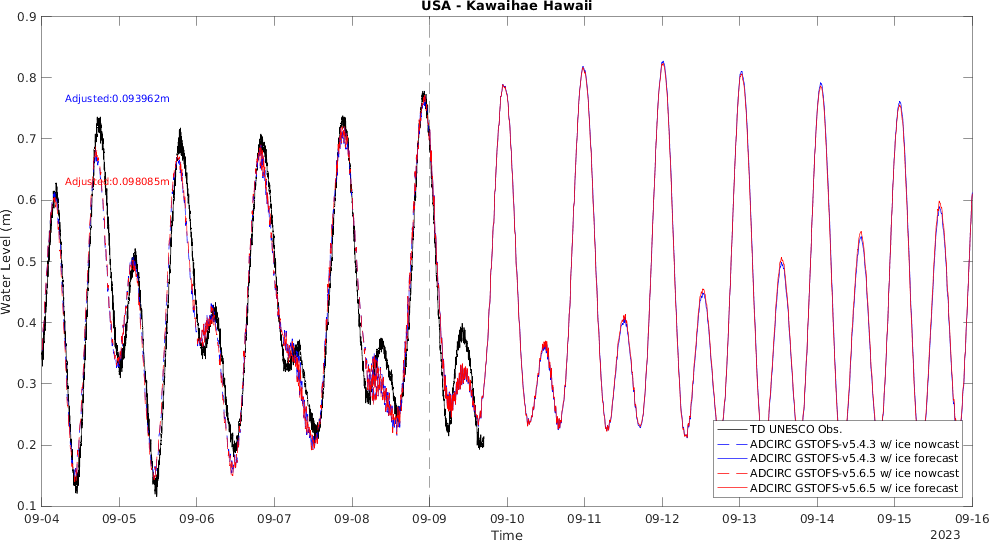 USA - Kawaihae Hawaii
0.9
0.8
0.7
0.6
0.5
0.4
0.3
0.2
0.1
Water Level (m)
Adjusted:0.093962m
Adjusted:0.098085m
TD UNESCO Obs.
ADCIRC GSTOFS-v5.4.3 w/ ice nowcast
ADCIRC GSTOFS-v5.4.3 w/ ice forecast
ADCIRC GSTOFS-v5.6.5 w/ ice nowcast
ADCIRC GSTOFS-v5.6.5 w/ ice forecast
09-04 09-05 09-06 09-07 09-08 09-09 09-10 09-11 09-12 09-13 09-14 09-15 09-16
Time
2023